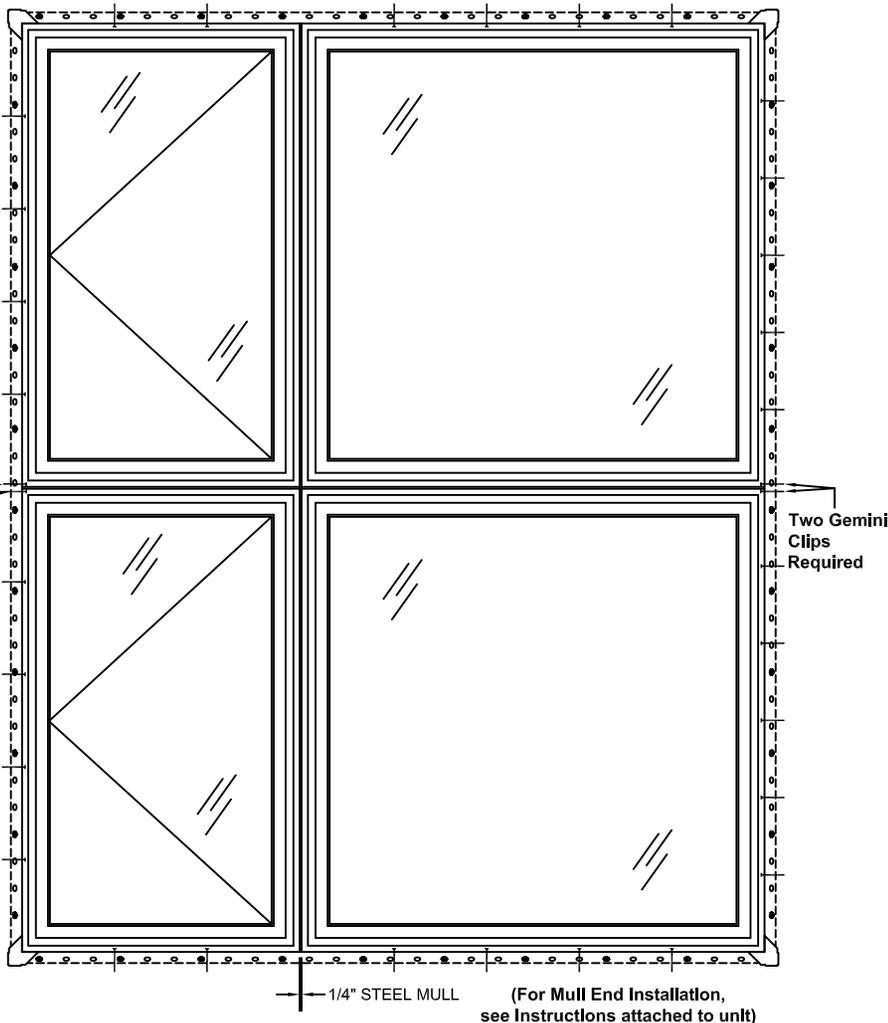 Two Gemini
Clips
Required
1/4" STEEL MULL
(For Mull End Installation,
see Instructions attached to unit)